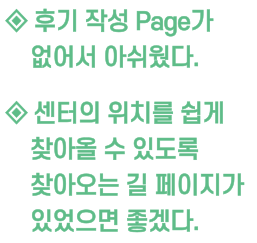 ◈ 후기 작성 Page가
없어서 아쉬웠다.
◈ 센터의 위치를 쉽게
찾아올 수 있도록
찾아오는 길 페이지가
있었으면 좋겠다.